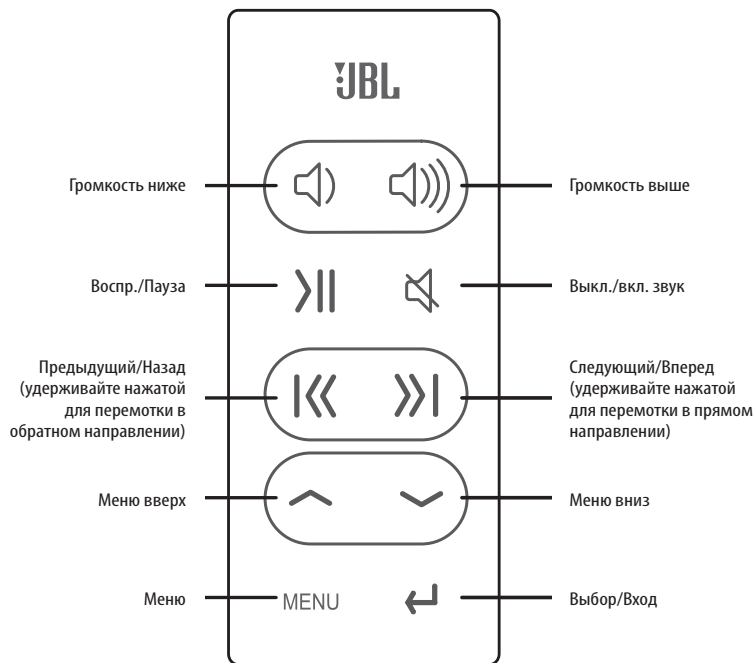 JBL
Громкость ниже
Громкость выше
Воспр./Пауза
Выкл./вкл. звук
Предыдущий/Назад
(удерживайте нажатой
для перемотки в
обратном направлении)
Следующий/Вперед
(удерживайте нажатой
для перемотки в прямом
направлении)
Меню вверх
Меню вниз
Меню
MENU
Выбор/Вход